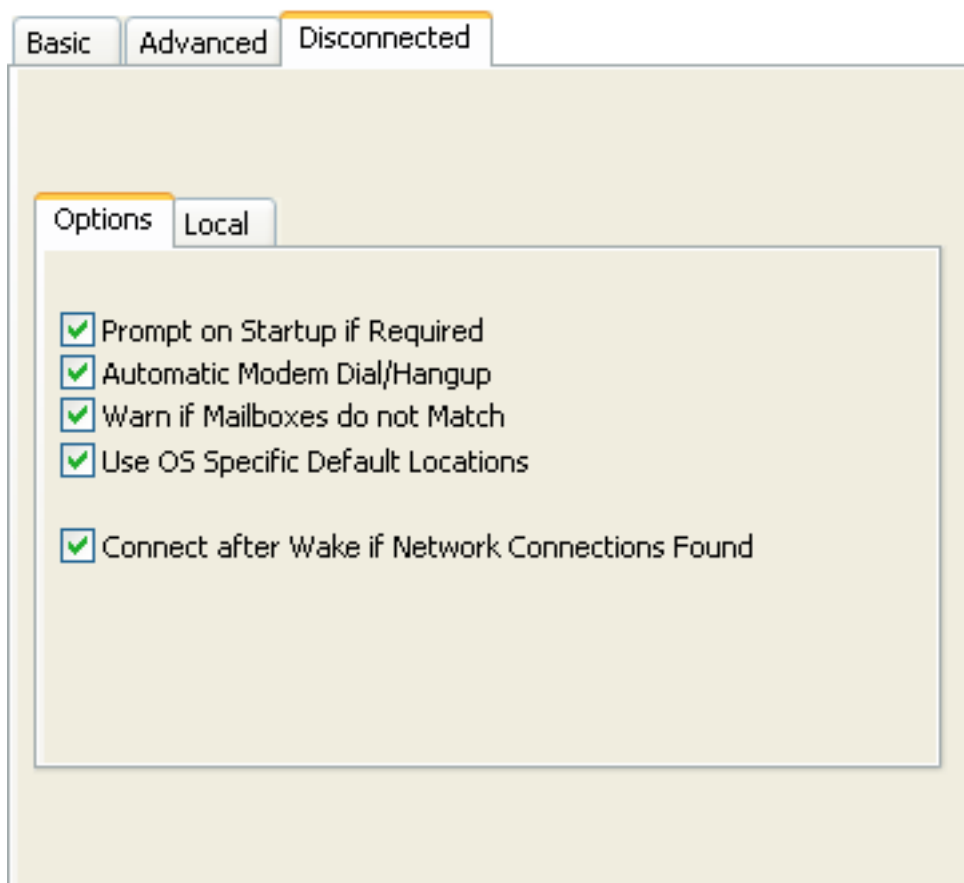 Basic Advanced Disconnected
Options Local
Prompt on Startup if Required
Automatic Modem Dial/Hangup
Warn if Mailboxes do not Match
Use OS Specific Default Locations
Connect after Wake if Network Connections Found